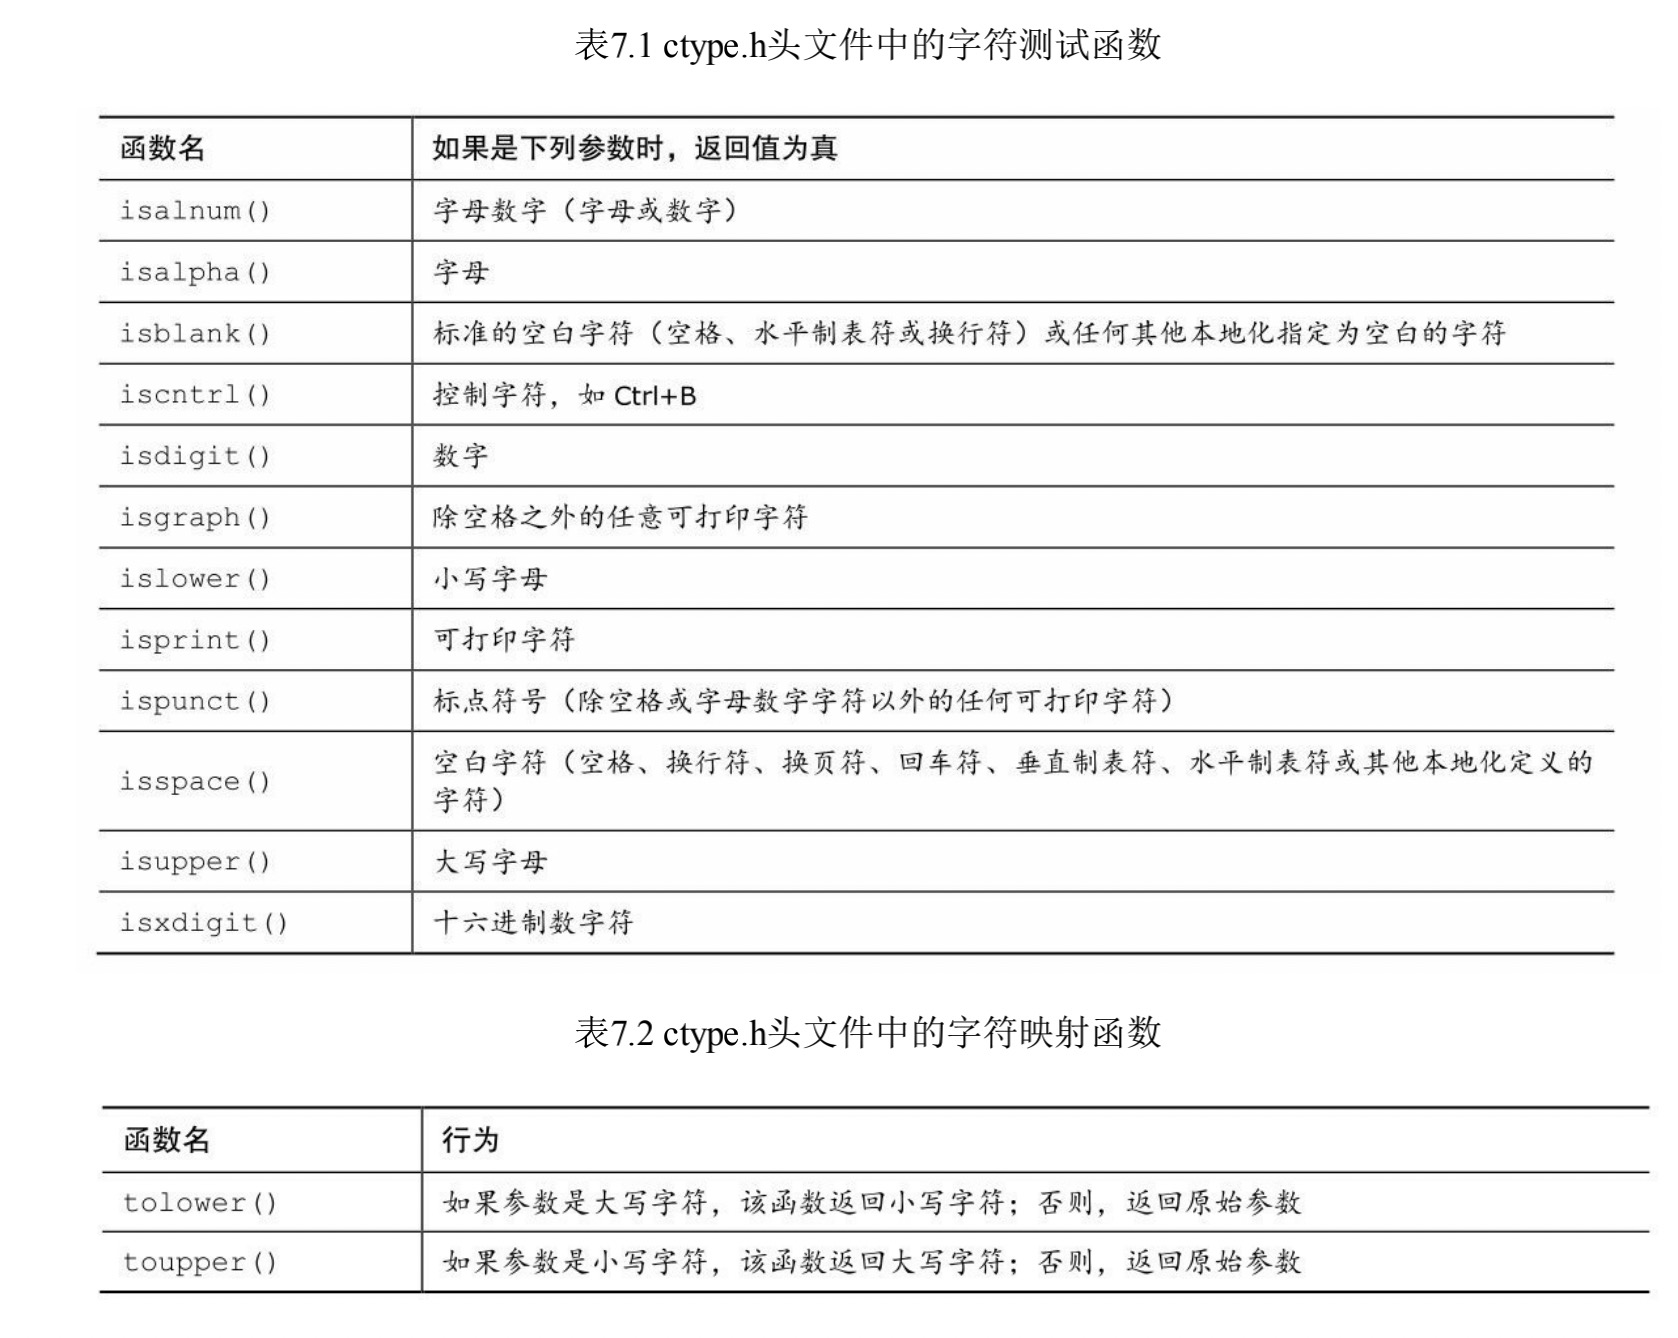 表7.1 ctype.h头文件中的字符测试函数
函数名 如果是下列参数时，返回值为真
isalnum() 字母数字（字母或数字）
isalpha() 字母
isblank() 标准的空白字符（空格、水平制表符或换行符）或任何其他本地化指定为空白的字符
iscntrl() 控制字符，如 Ctrl+B
isdigit() 数字
isgraph() 除空格之外的任意可打印字符
islower() 小写字母
isprint() 可打印字符
ispunct() 标点符号（除空格或字母数字字符以外的任何可打印字符）
isspace() 空白字符（空格、换行符、换页符、回车符、垂直制表符、水平制表符或其他本地化定义的
字符）
isupper() 大写字母
isxdigit() 十六进制数字符
表7.2 ctype.h头文件中的字符映射函数
函数名 行为
tolower() 如果参数是大写字符，该函数返回小写字符；否则，返回原始参数
toupper() 如果参数是小写字符，该函数返回大写字符；否则，返回原始参数